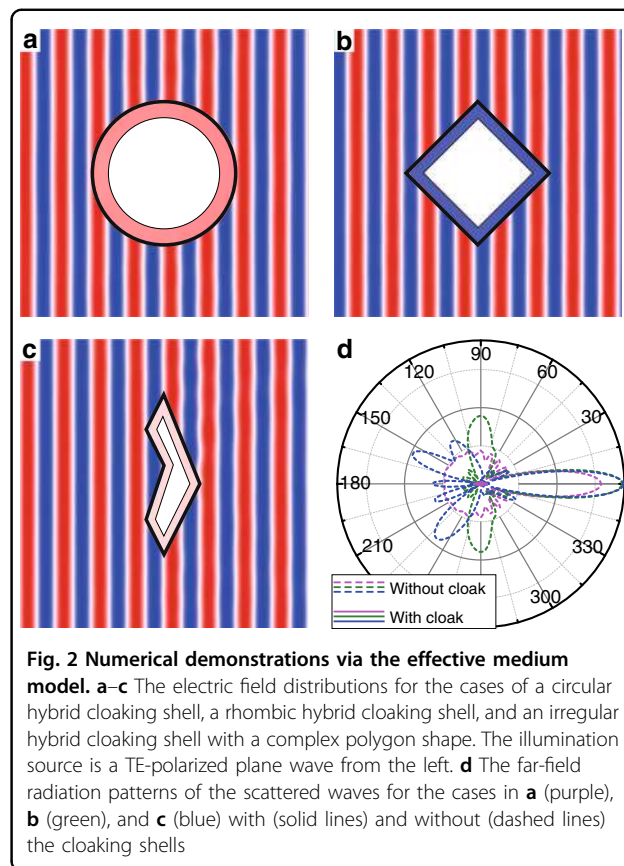 a
b
c
d
90
120
60
150
30
180
210
330
300
Without cloak
With cloak
Fig. 2 Numerical demonstrations via the effective medium
model. a–c The electric field distributions for the cases of a circular
hybrid cloaking shell, a rhombic hybrid cloaking shell, and an irregular
hybrid cloaking shell with a complex polygon shape. The illumination
source is a TE-polarized plane wave from the left. d The far-field
radiation patterns of the scattered waves for the cases in a (purple),
b (green), and c (blue) with (solid lines) and without (dashed lines)
the cloaking shells